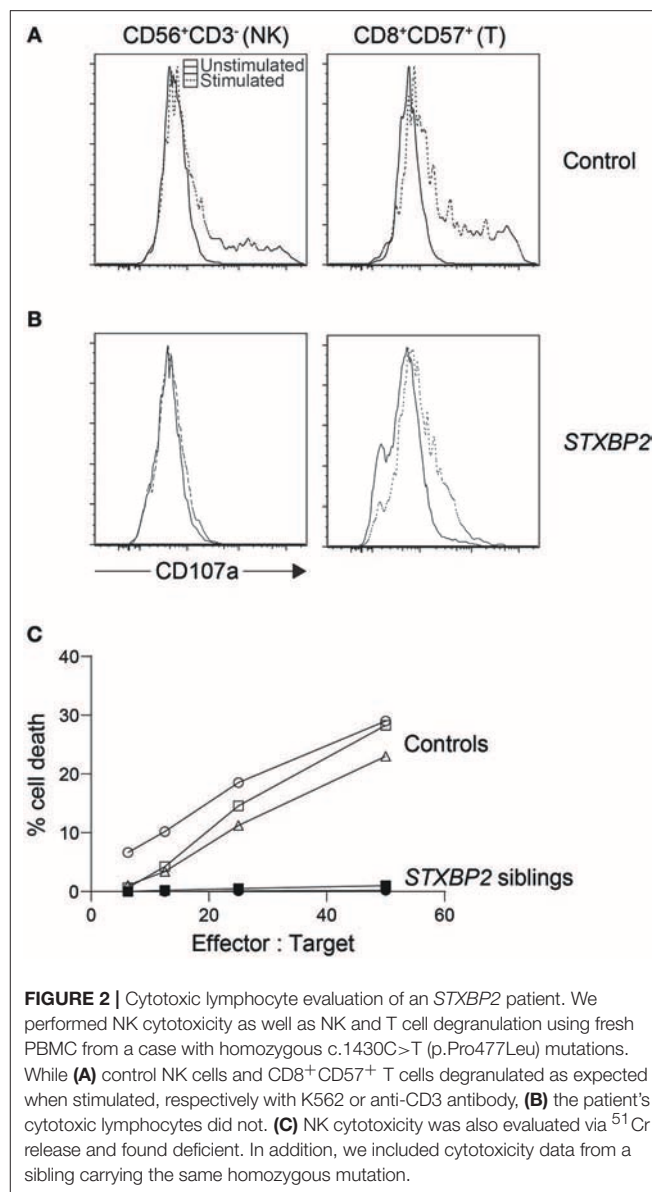 A
CD56⁺CD3⁻ (NK)
CD8⁺CD57⁺ (T)
Unstimulated
Stimulated
Control
B
STXBP2
CD107a
C
% cell death
40
30
20
10
0
0
20
40
60
Controls
STXBP2 siblings
Effector : Target
FIGURE 2 | Cytotoxic lymphocyte evaluation of an STXBP2 patient. We
performed NK cytotoxicity as well as NK and T cell degranulation using fresh
PBMC from a case with homozygous c.1430C>T (p.Pro477Leu) mutations.
While (A) control NK cells and CD8⁺CD57⁺ T cells degranulated as expected
when stimulated, respectively with K562 or anti-CD3 antibody, (B) the patient's
cytotoxic lymphocytes did not. (C) NK cytotoxicity was also evaluated via ⁵¹Cr
release and found deficient. In addition, we included cytotoxicity data from a
sibling carrying the same homozygous mutation.